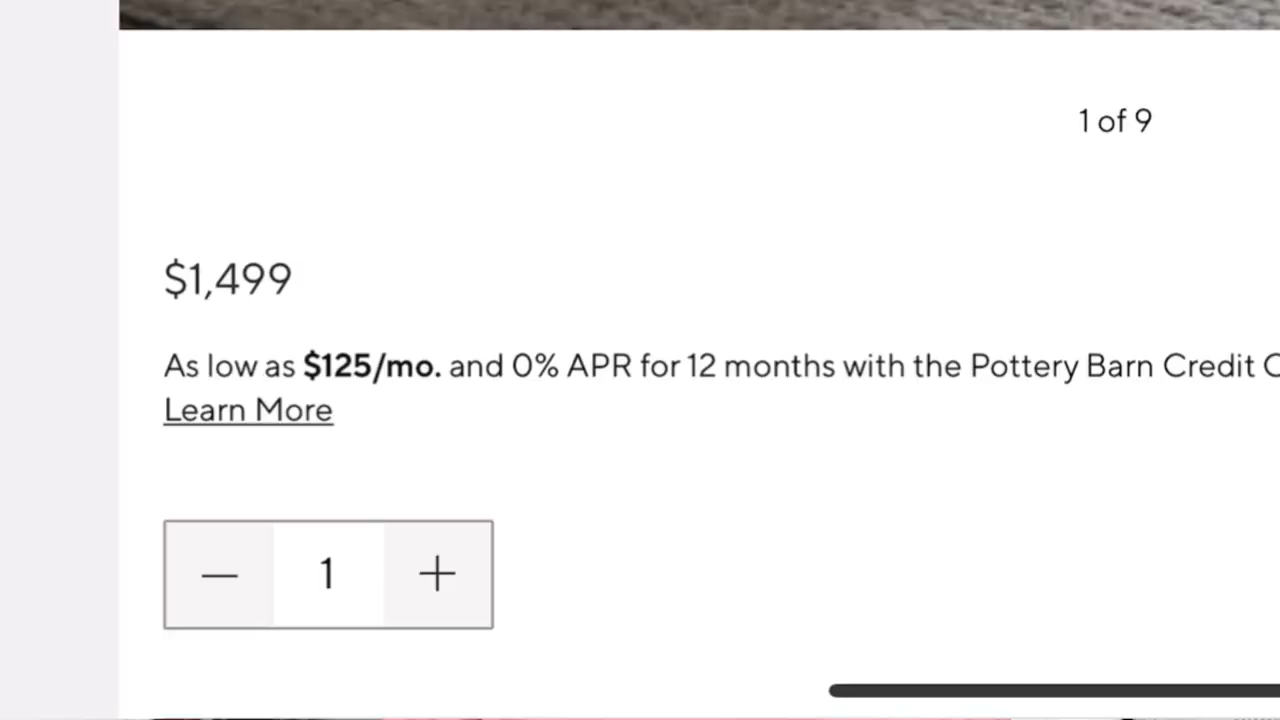 1 of 9
$1,499
As low as $125/mo. and 0% APR for 12 months with the Pottery Barn Credit
Learn More
1